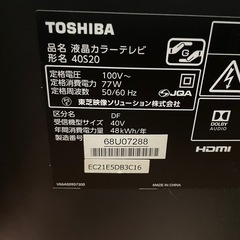 TOSHIBA
品名 液晶カラーテレビ
形名 40S20
定格電圧 100V～
定格消費電力 77W
定格周波数 50/60 Hz
東芝映像ソリューション株式会社
JQA
区分 DF
受信機型サイズ 40V
年間消費電力量 48kWh/年
製造番号
68U07288
EC21E5DB3C16
DOLBY
AUDIO
HDMI
MADE IN CHINA